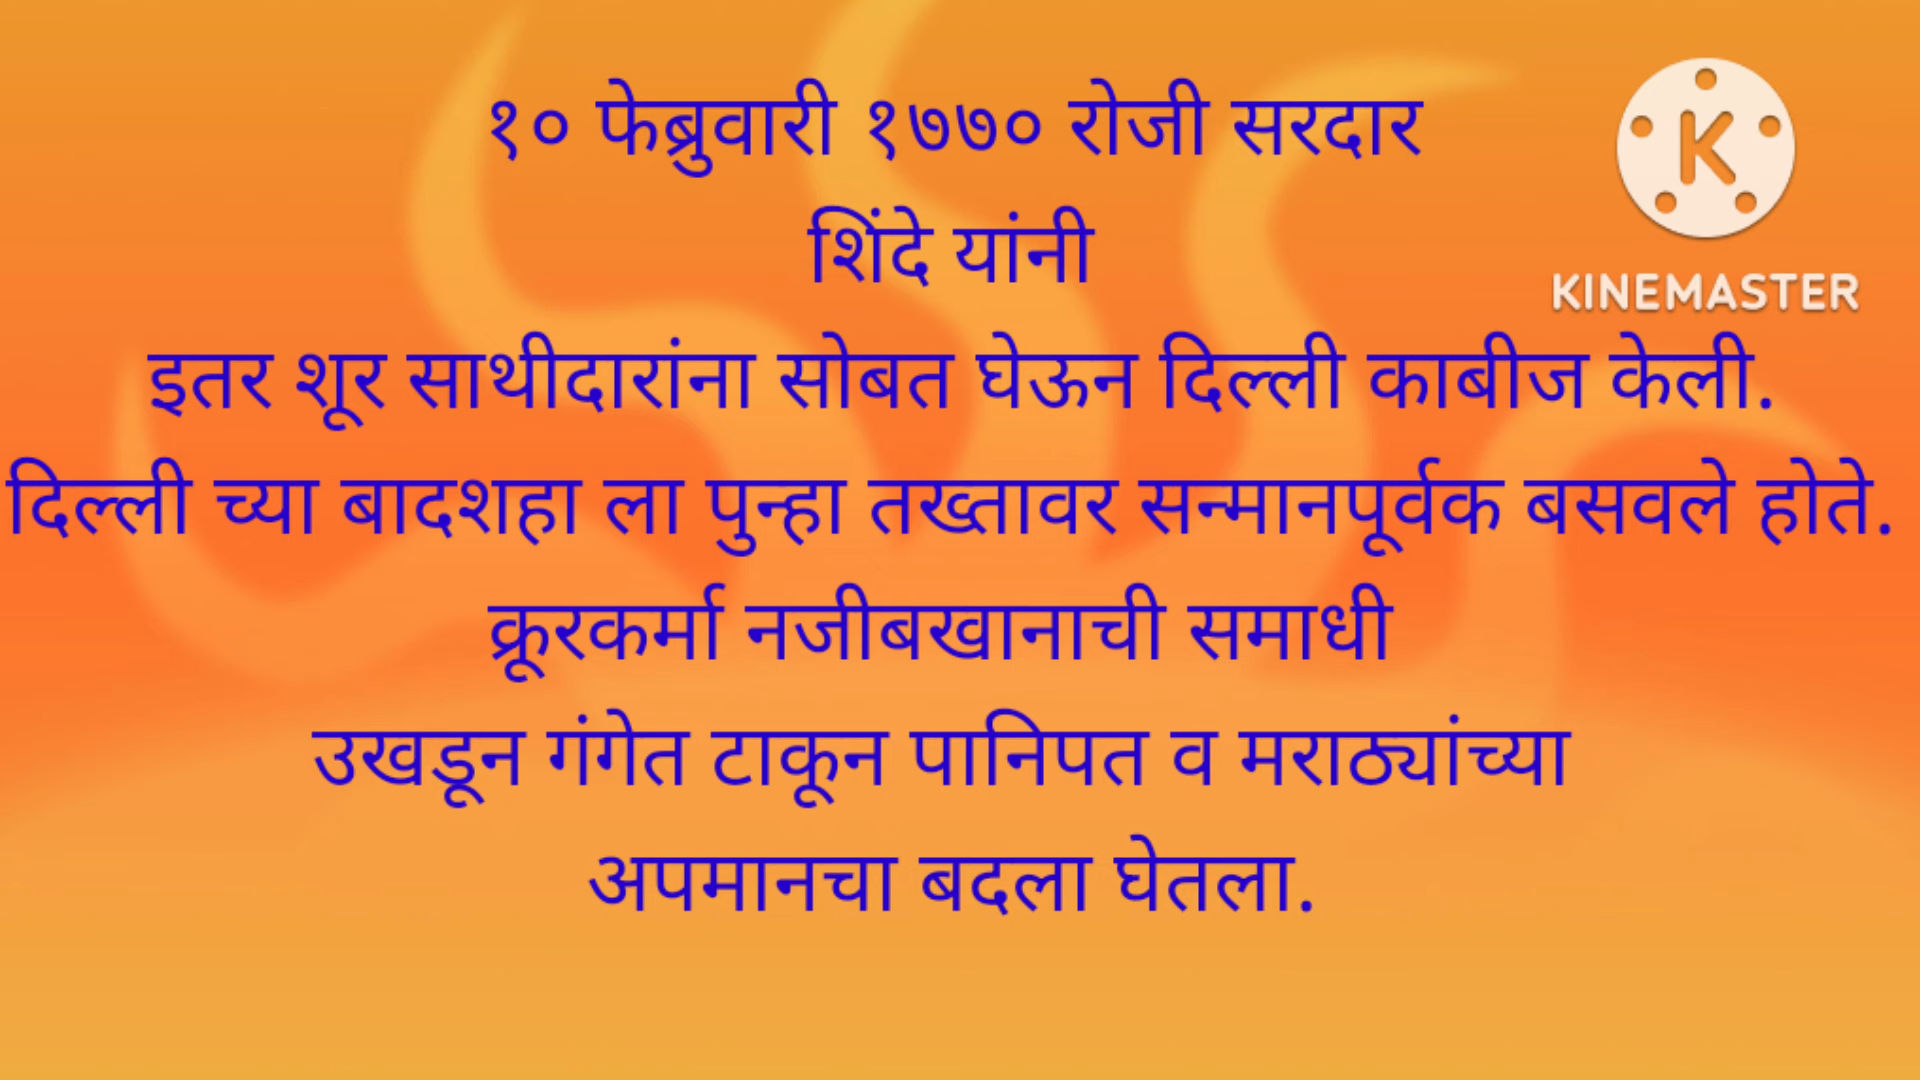 १० फेब्रुवारी १७७० रोजी सरदार
शिंदे यांनी
इतर शूर साथीदारांना सोबत घेऊन दिल्ली काबीज केली.
दिल्ली च्या बादशहा ला पुन्हा तख्तावर सन्मानपूर्वक बसवले होते.
क्रूरकर्मा नजीबखानाची समाधी
उखडून गंगेत टाकून पानिपत व मराठ्यांच्या
अपमानचा बदला घेतला.
K
KINEMASTER